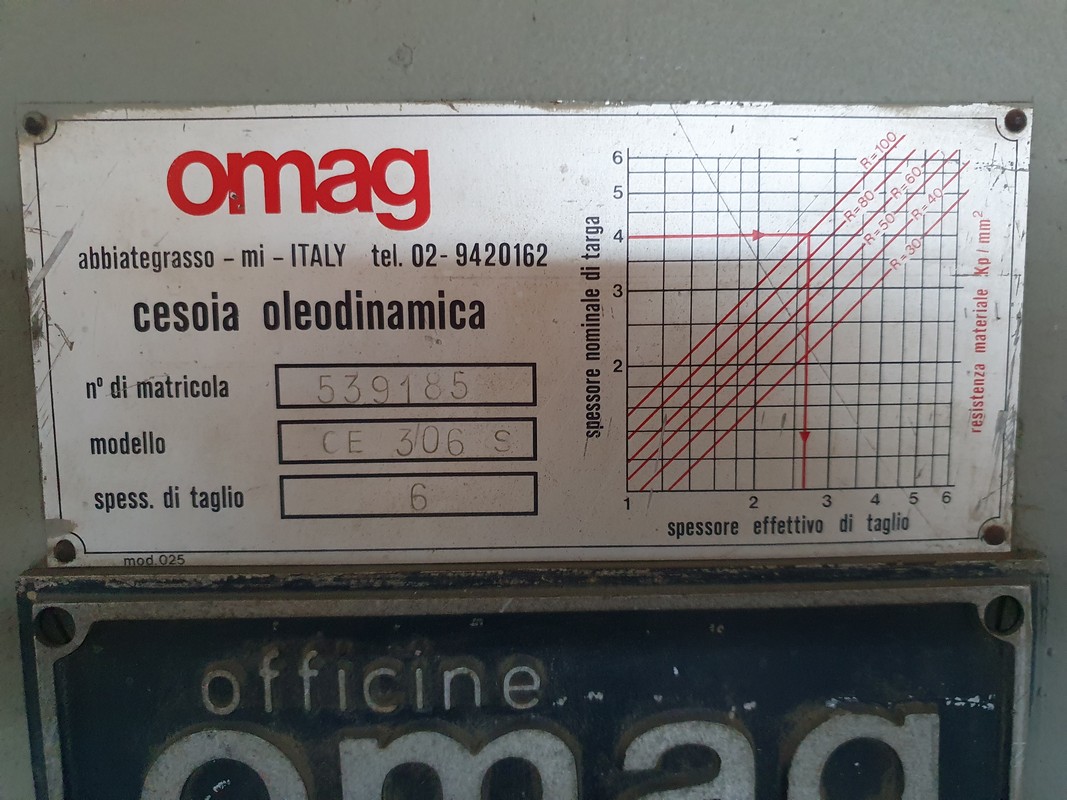 omag
abbiategrasso – mi – ITALY tel. 02 - 9420162
cesoia oleodinamica
n° di matricola 539185
modello CE 306 S
spess. di taglio 6
mod. 025
spessore nominale di targa
6
5
4
3
2
1 2 3 4 5 6
spessore effettivo di taglio
R=100
R=80
R=60
R=50
R=40
R=30
resistenza materiale Kp/mm²
officine
omag